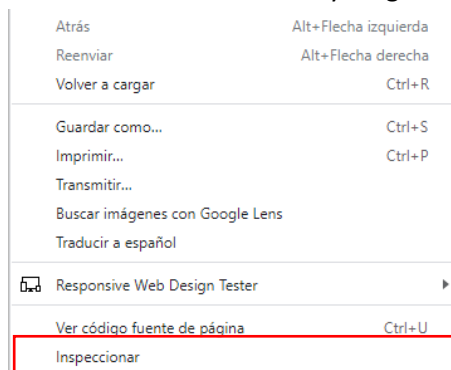 Atrás Alt+Flecha izquierda
Reenviar Alt+Flecha derecha
Volver a cargar Ctrl+R
Guardar como... Ctrl+S
Imprimir... Ctrl+P
Transmitir...
Buscar imágenes con Google Lens
Traducir a español
Responsive Web Design Tester
Ver código fuente de página Ctrl+U
Inspeccionar